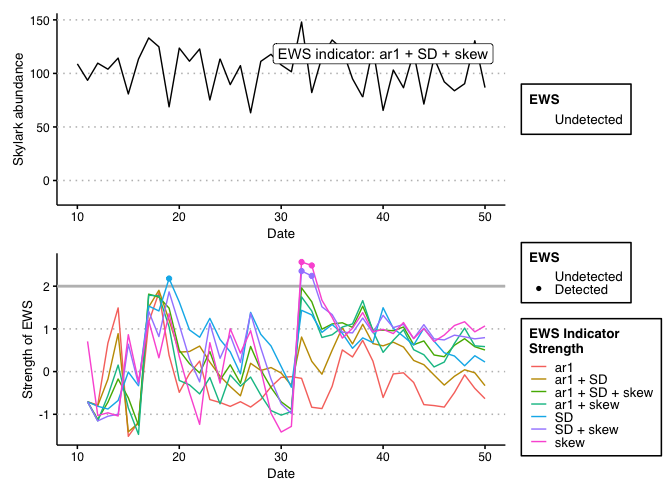 150
100
50
0
Skylark abundance
EWS indicator: ar1 + SD + skew
10
20
30
40
50
Date
EWS
Undetected
2
1
0
-1
Strength of EWS
10
20
30
40
50
Date
EWS
Undetected
Detected
EWS Indicator
Strength
ar1
ar1 + SD
ar1 + SD + skew
ar1 + skew
SD
SD + skew
skew